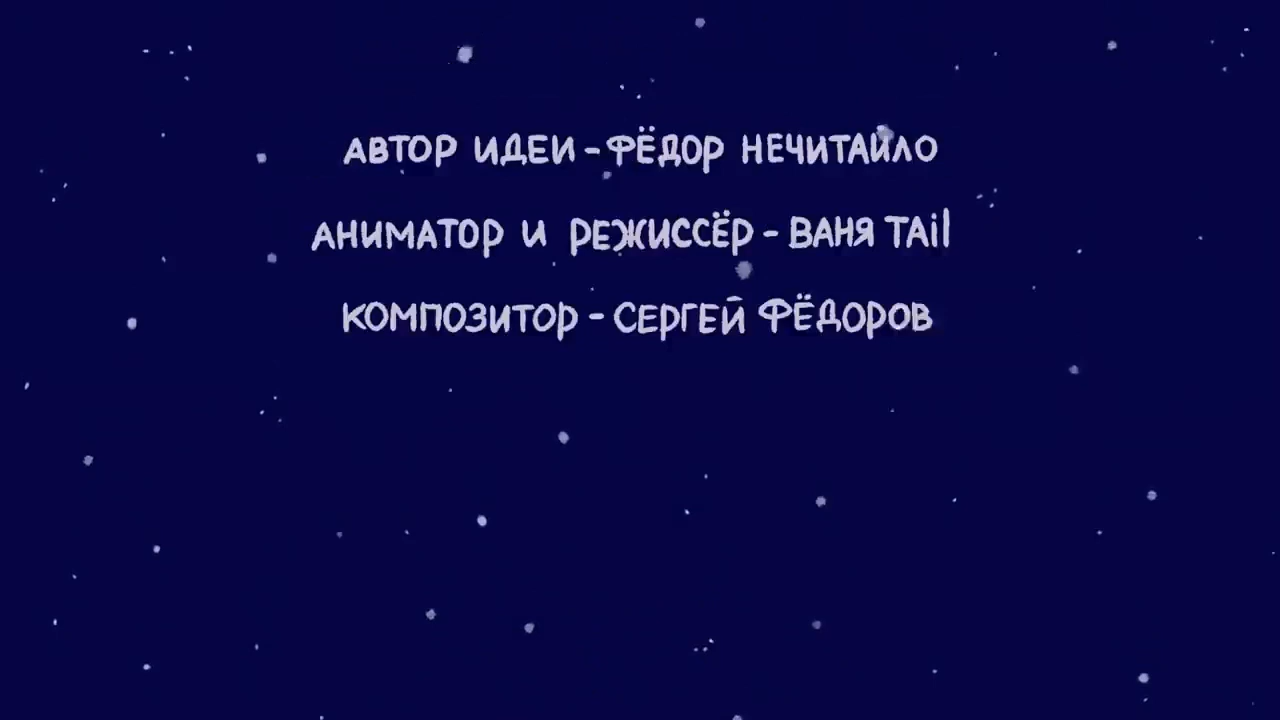 АВТОР ИДЕИ - ФЁДОР НЕЧИТАЙЛО
АНИМАТОР И РЕЖИССЁР - ВАНЯ TAil
КОМПОЗИТОР - СЕРГЕЙ ФЁДОРОВ